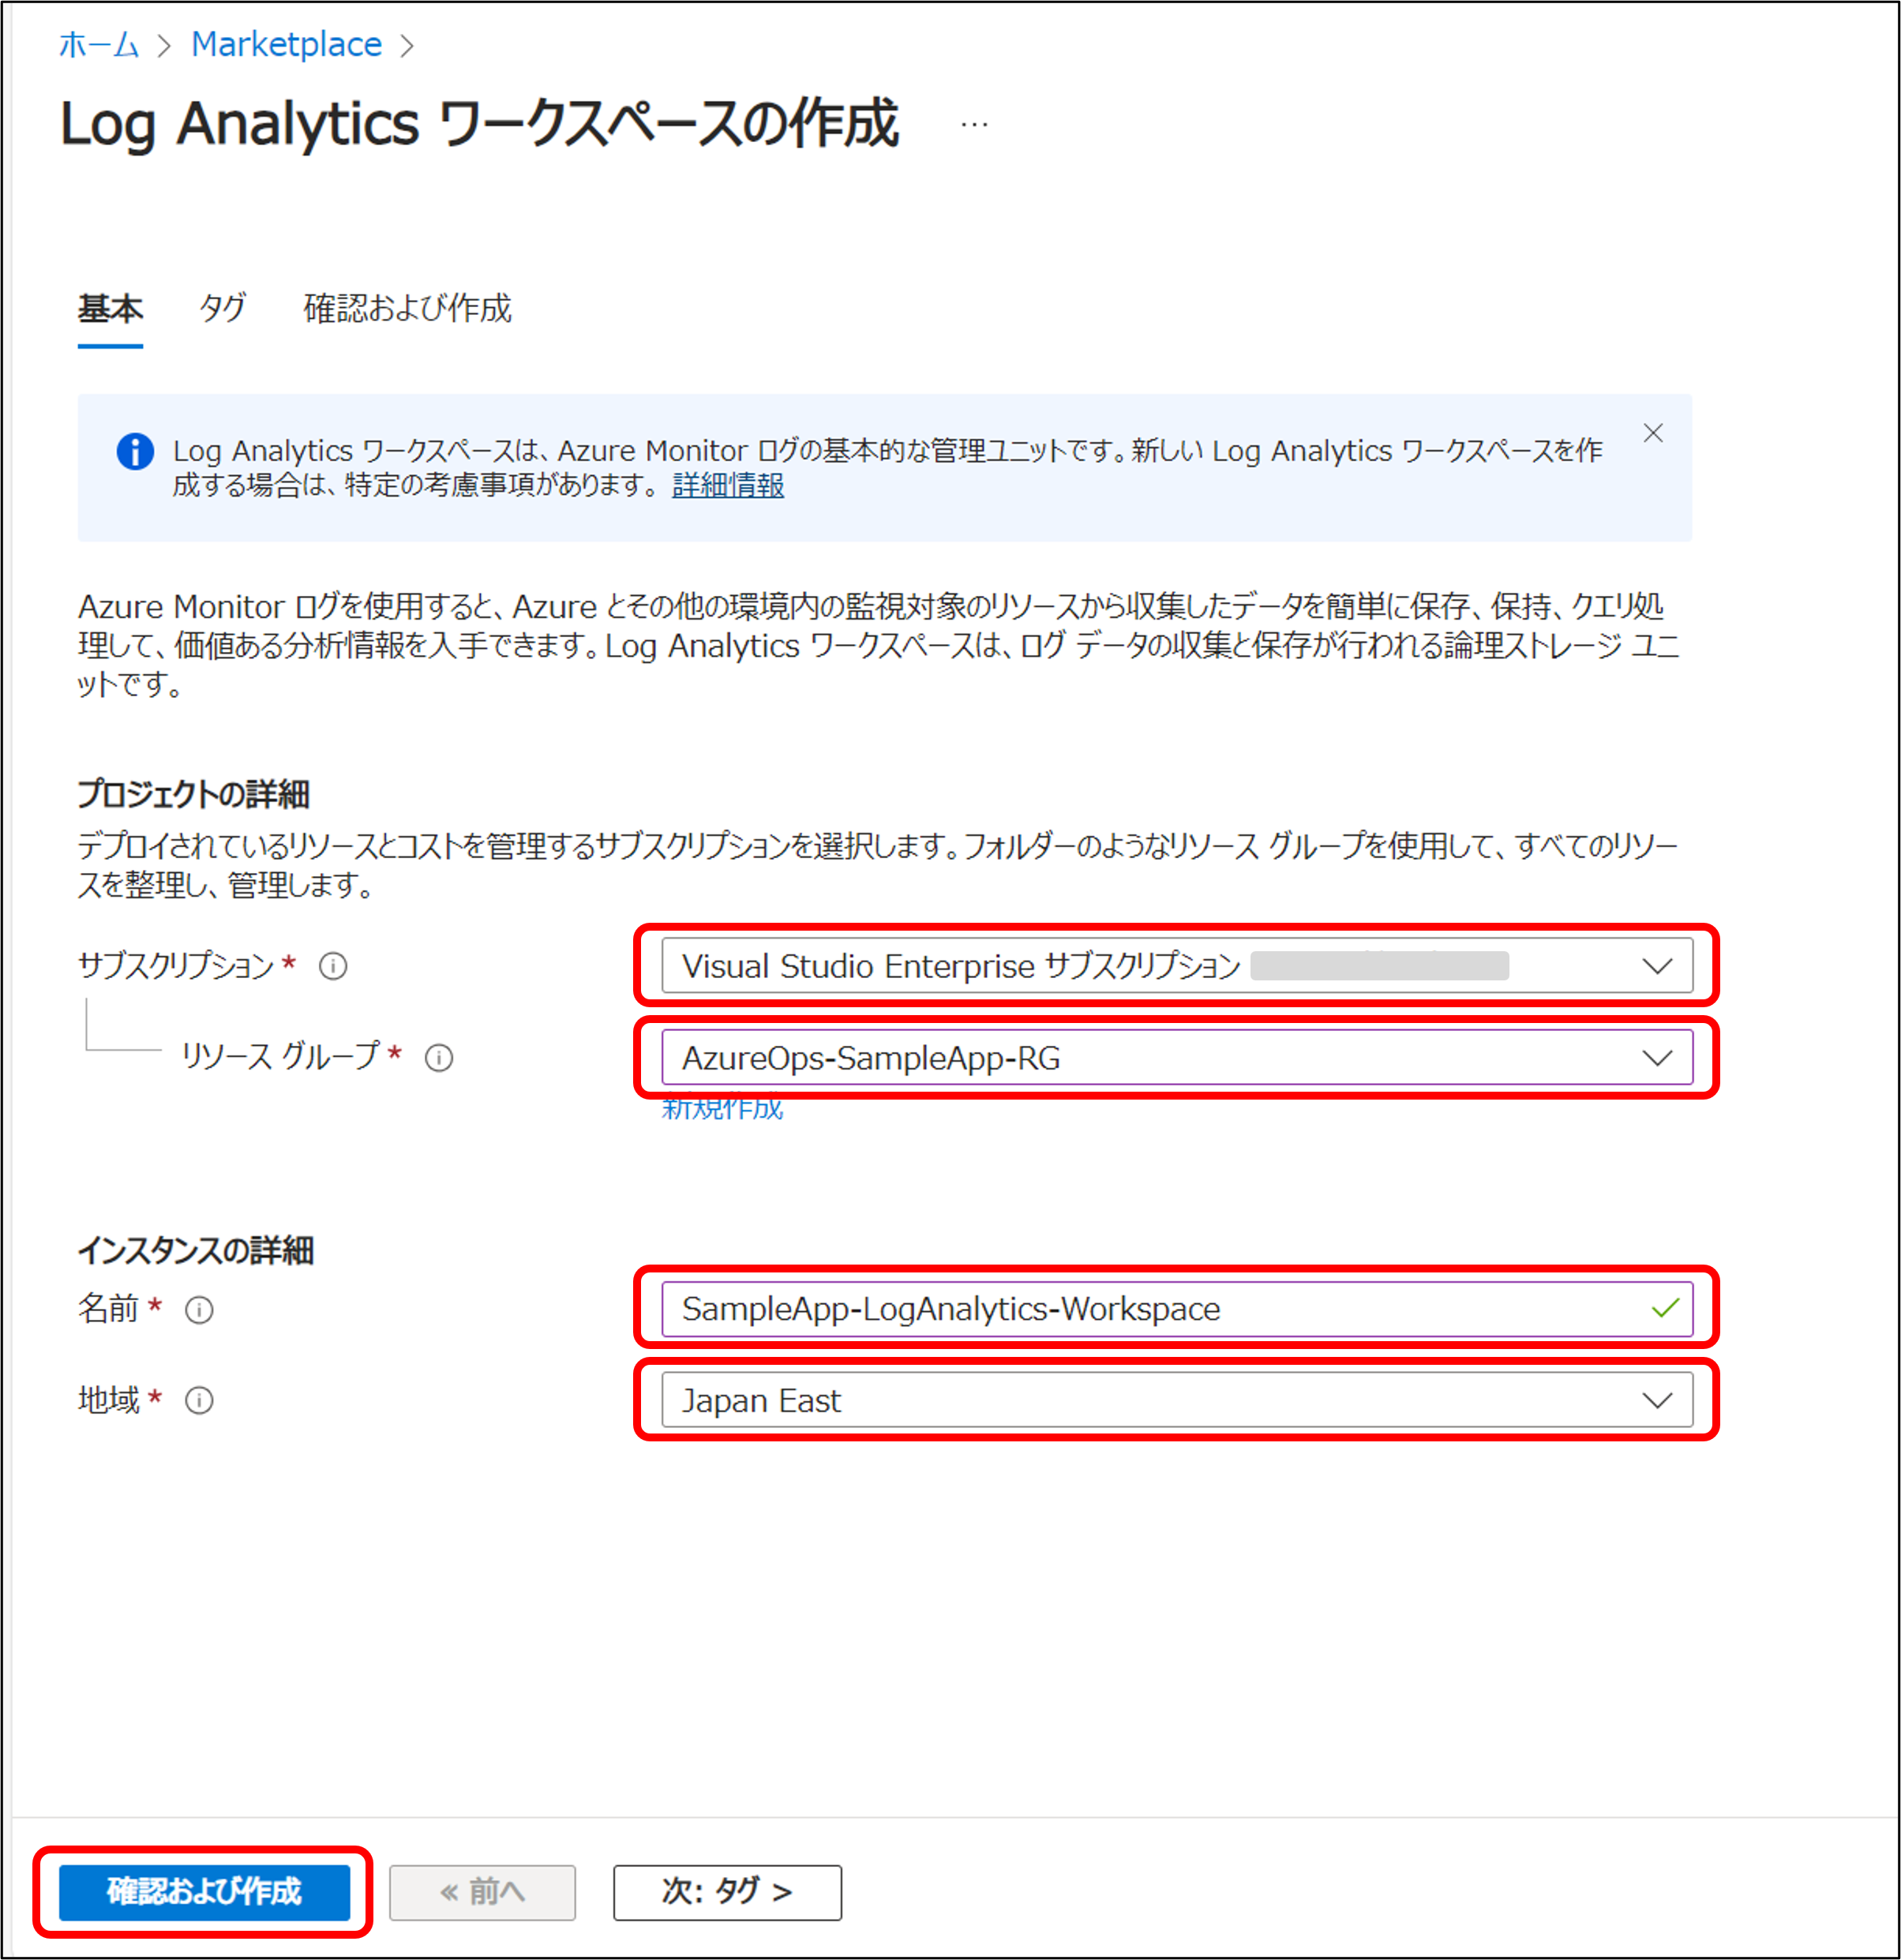 ホーム > Marketplace >
Log Analytics ワークスペースの作成 ...
基本 タグ 確認および作成
Log Analytics ワークスペースは、Azure Monitor ログの基本的な管理ユニットです。新しい Log Analytics ワークスペースを作
成する場合は、特定の考慮事項があります。 詳細情報
Azure Monitor ログを使用すると、Azure とその他の環境内の監視対象のリソースから収集したデータを簡単に保存、保持、クエリ処
理して、価値ある分析情報を入手できます。Log Analytics ワークスペースは、ログ データの収集と保存が行われる論理ストレージ ユニ
ットです。
プロジェクトの詳細
デプロイされているリソースとコストを管理するサブスクリプションを選択します。フォルダーのようなリソース グループを使用して、すべてのリソー
スを整理し、管理します。
サブスクリプション * Visual Studio Enterprise サブスクリプション
リソース グループ * AzureOps-SampleApp-RG
新規作成
インスタンスの詳細
名前 * SampleApp-LogAnalytics-Workspace
地域 * Japan East
確認および作成 « 前へ 次: タグ >